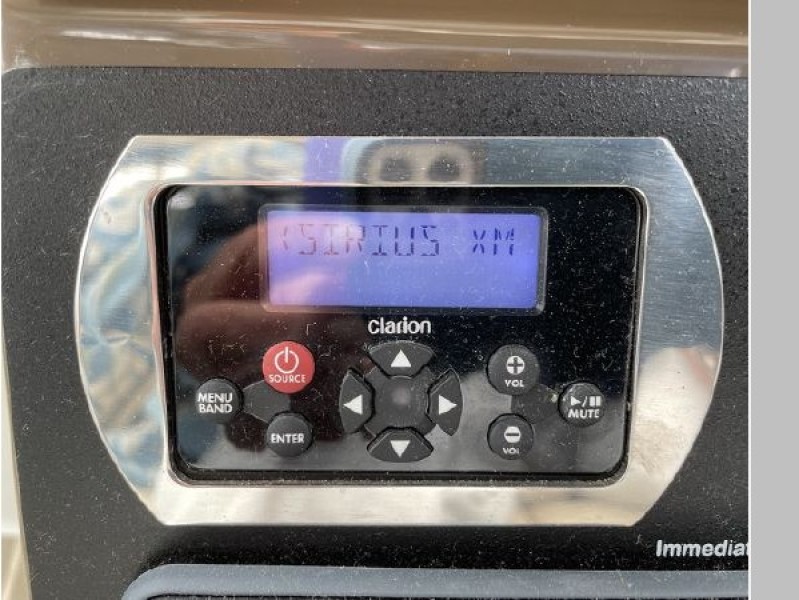 ‹SIRIUS XM
Clarion
SOURCE
VOL
MENU
BAND
MUTE
ENTER
VOL
Immediat